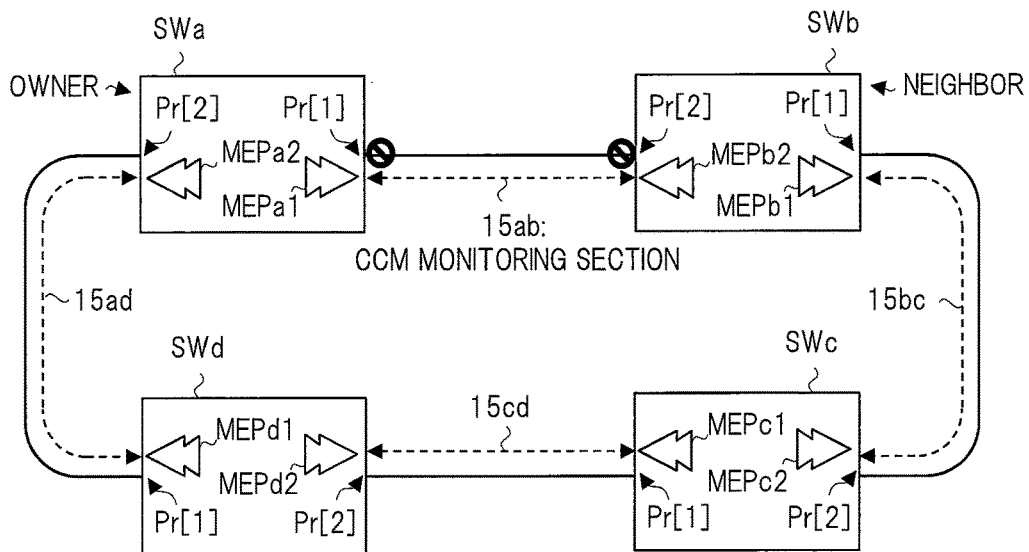 SWa
SWb
OWNER
NEIGHBOR
Pr[2]
Pr[1]
Pr[2]
Pr[1]
MEPa2
MEPa1
MEPb2
MEPb1
15ab:
CCM MONITORING SECTION
15ad
15bc
SWd
SWc
15cd
MEPd1
MEPd2
MEPc1
MEPc2
Pr[1]
Pr[2]
Pr[1]
Pr[2]